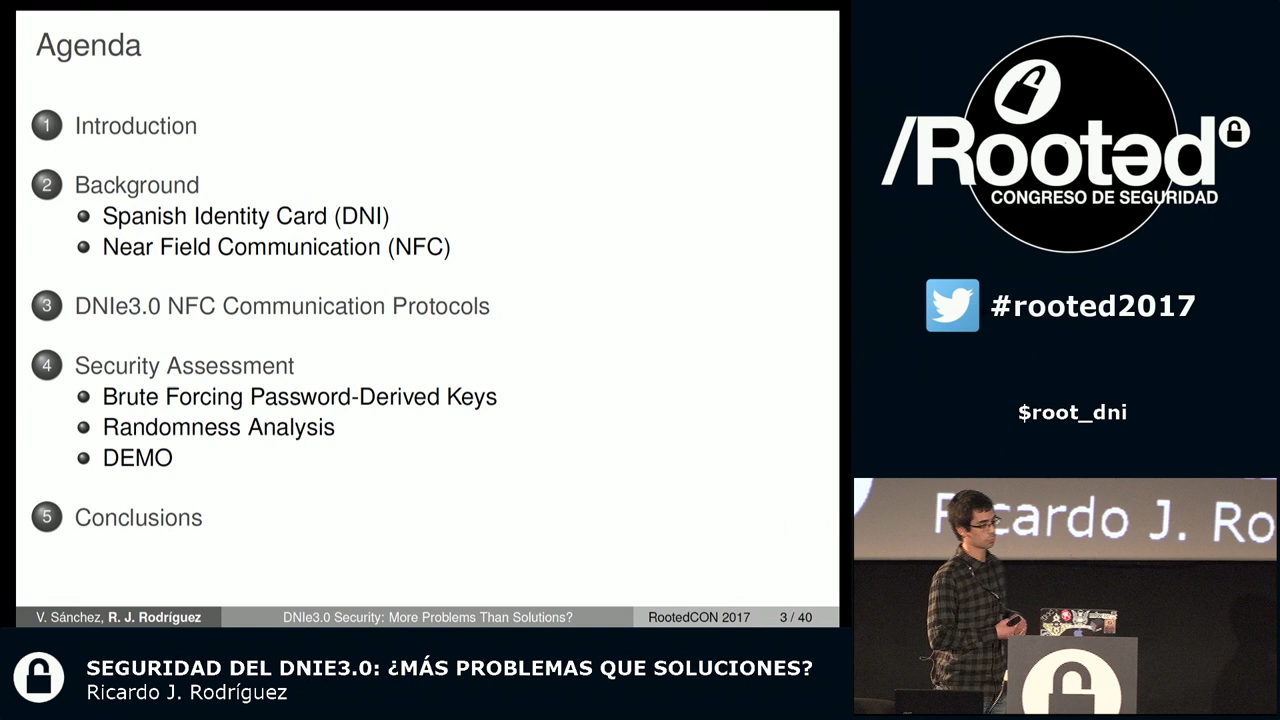 Agenda
1 Introduction
2 Background
Spanish Identity Card (DNI)
Near Field Communication (NFC)
3 DNIe3.0 NFC Communication Protocols
4 Security Assessment
Brute Forcing Password-Derived Keys
Randomness Analysis
DEMO
5 Conclusions
V. Sánchez, R. J. Rodríguez DNIe3.0 Security: More Problems Than Solutions? RootedCON 2017 3 / 40
/Rootəd
CONGRESO DE SEGURIDAD
#rooted2017
$root_dni
Ricardo J. Ro
SEGURIDAD DEL DNIE3.0: ¿MÁS PROBLEMAS QUE SOLUCIONES?
Ricardo J. Rodríguez